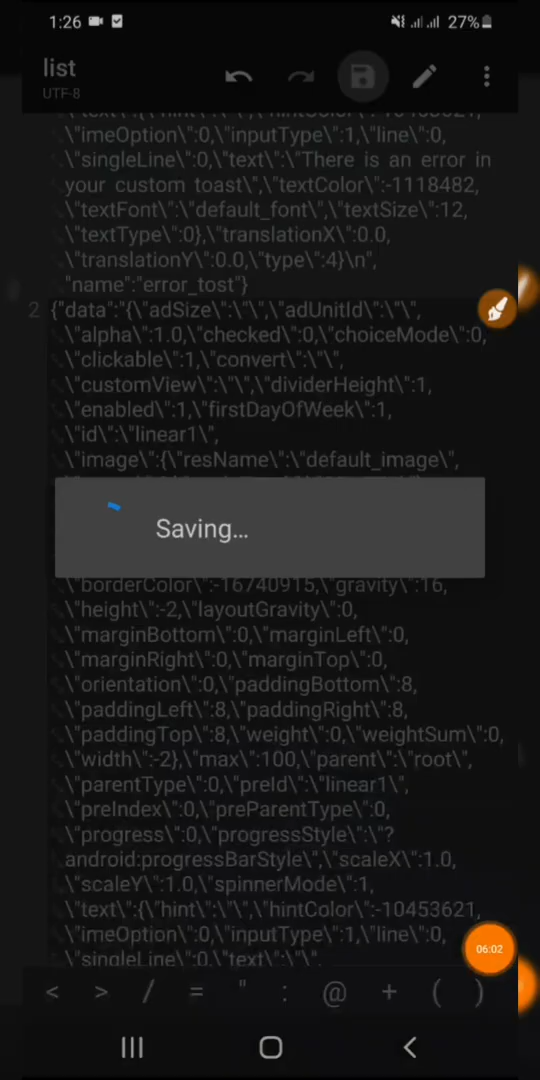 1:26
27%
list
UTF-8
\"imeOption\":0,\"inputType\":1,\"line\":0,
\"singleLine\":0,\"text\":\"There is an error in
your custom toast\",\"textColor\":-1118482,
\"textFont\":\"default_font\",\"textSize\":12,
\"textType\":0},\"translationX\":0.0,
\"translationY\":0.0,\"type\":4}\n",
"name":"error_tost"}
2 {"data":"{\"adSize\":\"\",\"adUnitId\":\"\",
\"alpha\":1.0,\"checked\":0,\"choiceMode\":0,
\"clickable\":1,\"convert\":\"\",
\"customView\":\"\",\"dividerHeight\":1,
\"enabled\":1,\"firstDayOfWeek\":1,
\"id\":\"linear1\",
\"image\":{\"resName\":\"default_image\",
Saving...
\"borderColor\":-16740915,\"gravity\":16,
\"height\":-2,\"layoutGravity\":0,
\"marginBottom\":0,\"marginLeft\":0,
\"marginRight\":0,\"marginTop\":0,
\"orientation\":0,\"paddingBottom\":8,
\"paddingLeft\":8,\"paddingRight\":8,
\"paddingTop\":8,\"weight\":0,\"weightSum\":0,
\"width\":-2},\"max\":100,\"parent\":\"root\",
\"parentType\":0,\"preId\":\"linear1\",
\"preIndex\":0,\"preParentType\":0,
\"progress\":0,\"progressStyle\":\"?
android:progressBarStyle\",\"scaleX\":1.0,
\"scaleY\":1.0,\"spinnerMode\":1,
\"text\":{\"hint\":\"\",\"hintColor\":-10453621,
\"imeOption\":0,\"inputType\":1,\"line\":0,
\"singleLine\":0,\"text\":\"\",
06:02
< > / = " : @ + ( )